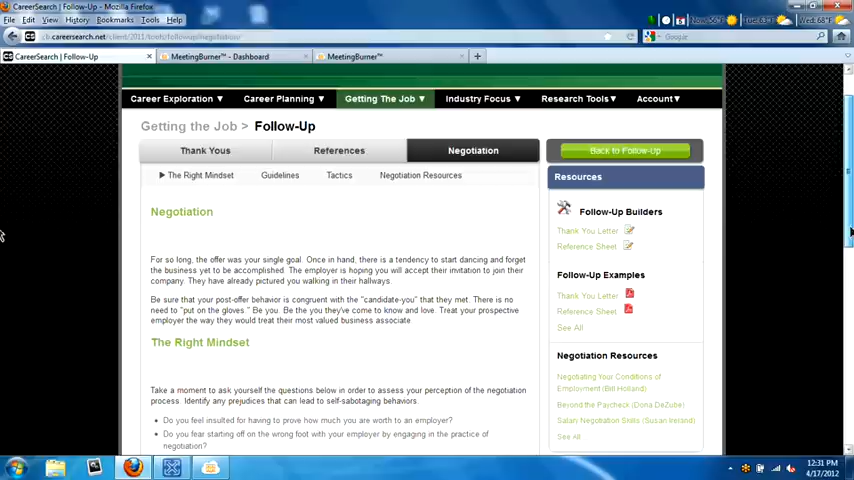 CareerSearch | Follow-Up - Mozilla Firefox
File Edit View History Bookmarks Tools Help
Now: 56°F Tue: 63°F Wed: 68°F
Google
CareerSearch | Follow-Up
MeetingBurner™ - Dashboard
MeetingBurner™
Career Exploration ▼ Career Planning ▼ Getting The Job ▼ Industry Focus ▼ Research Tools▼ Account▼
Getting the Job > Follow-Up
Thank Yous References Negotiation
Back to Follow-Up
The Right Mindset Guidelines Tactics Negotiation Resources
Resources
Negotiation
For so long, the offer was your single goal. Once in hand, there is a tendency to start dancing and forget
the business yet to be accomplished. The employer is hoping you will accept their invitation to join their
company. They have already pictured you walking in their hallways.
Be sure that your post-offer behavior is congruent with the "candidate-you" that they met. There is no
need to "put on the gloves." Be you. Be the you they've come to know and love. Treat your prospective
employer the way they would treat their most valued business associate.
The Right Mindset
Take a moment to ask yourself the questions below in order to assess your perception of the negotiation
process. Identify any prejudices that can lead to self-sabotaging behaviors.
• Do you feel insulted for having to prove how much you are worth to an employer?
• Do you fear starting off on the wrong foot with your employer by engaging in the practice of
negotiation?
Follow-Up Builders
Thank You Letter
Reference Sheet
Follow-Up Examples
Thank You Letter
Reference Sheet
See All
Negotiation Resources
Negotiating Your Conditions of
Employment (Bill Holland)
Beyond the Paycheck (Dona DeZube)
Salary Negotiation Skills (Susan Ireland)
See All
12:31 PM
4/17/2012